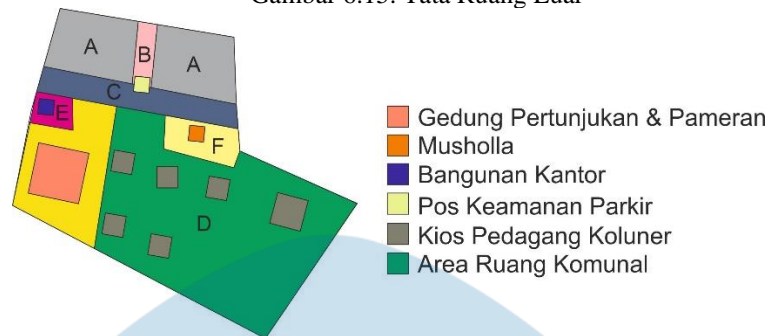 Gambar 6.15. Tata Ruang Luar
A
B
A
C
E
F
D
Gedung Pertunjukan & Pameran
Musholla
Bangunan Kantor
Pos Keamanan Parkir
Kios Pedagang Koluner
Area Ruang Komunal